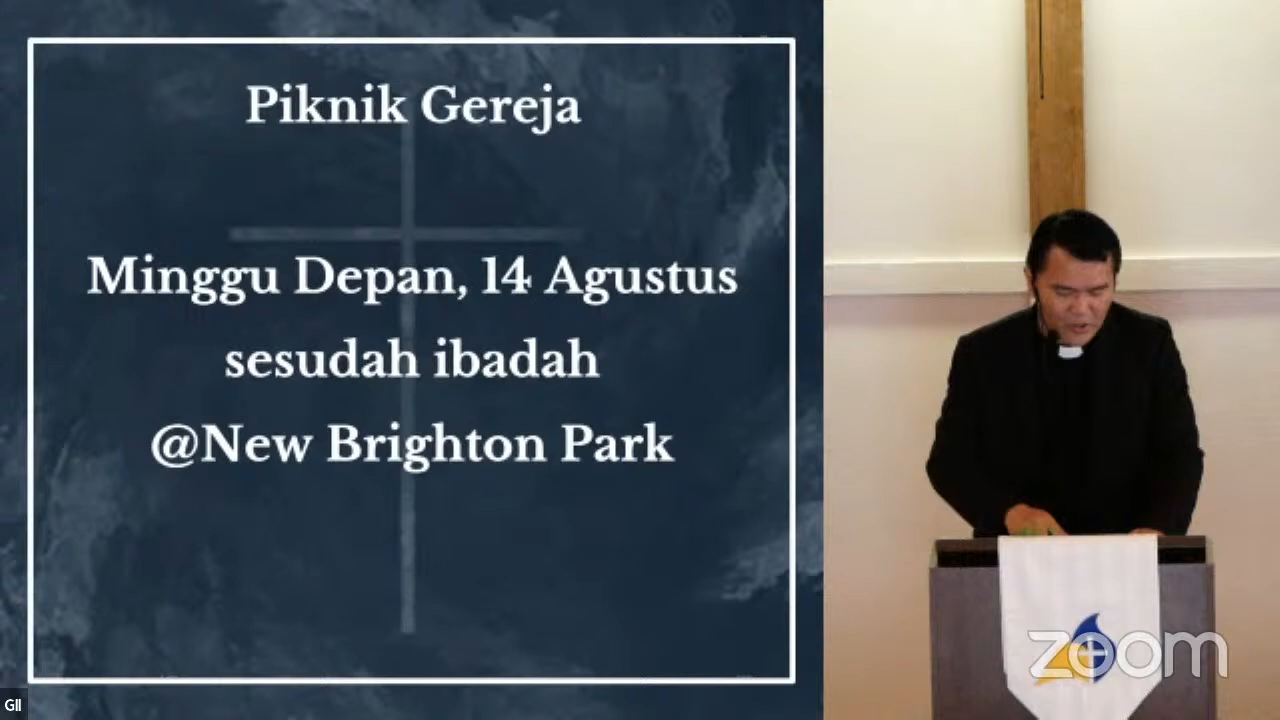 Piknik Gereja
Minggu Depan, 14 Agustus
sesudah ibadah
@New Brighton Park
zoom
GII